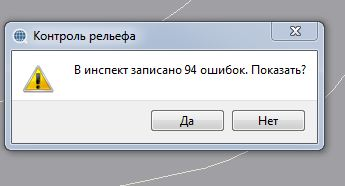 Контроль рельефа
В инспект записано 94 ошибок. Показать?
Да
Нет